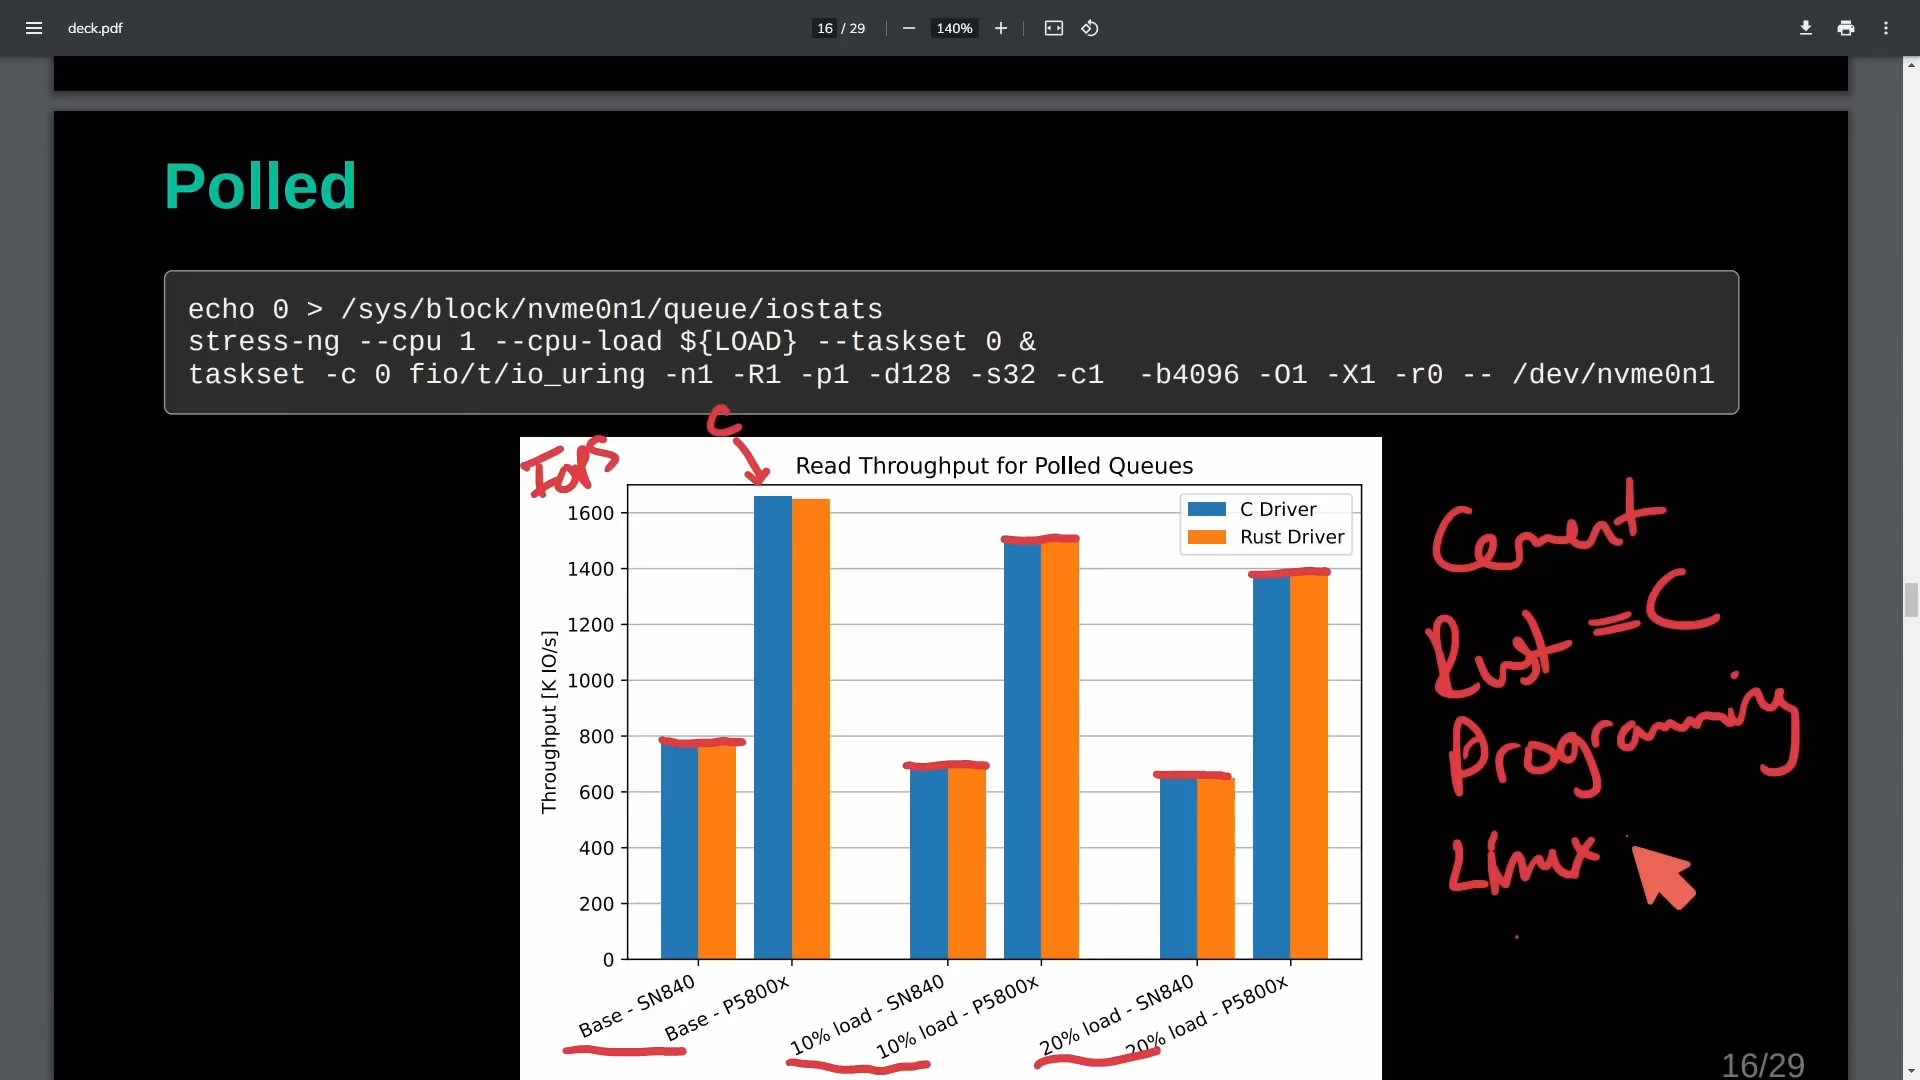 deck.pdf
16 / 29
140%
Polled
echo 0 > /sys/block/nvme0n1/queue/iostats
stress-ng --cpu 1 --cpu-load ${LOAD} --taskset 0 &
taskset -c 0 fio/t/io_uring -n1 -R1 -p1 -d128 -s32 -c1  -b4096 -O1 -X1 -r0 -- /dev/nvme0n1
C
IOPS
Read Throughput for Polled Queues
C Driver
Rust Driver
Throughput [K IO/s]
1600
1400
1200
1000
800
600
400
200
0
Base - SN840
Base - P5800x
10% load - SN840
10% load - P5800x
20% load - SN840
20% load - P5800x
Cement
Rust = C
Programming
Linux
16/29